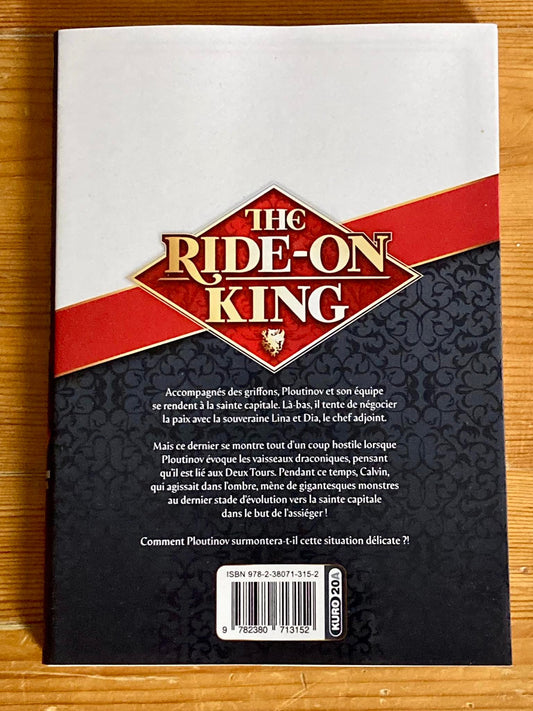 THE
RIDE-ON
KING
Accompagnés des griffons, Ploutinov et son équipe
se rendent à la sainte capitale. Là-bas, il tente de négocier
la paix avec la souveraine Lina et Dia, le chef adjoint.
Mais ce dernier se montre tout d'un coup hostile lorsque
Ploutinov évoque les vaisseaux draconiques, pensant
qu'il est lié aux Deux Tours. Pendant ce temps, Calvin,
qui agissait dans l'ombre, mène de gigantesques monstres
au dernier stade d'évolution vers la sainte capitale
dans le but de l'assiéger !
Comment Ploutinov surmontera-t-il cette situation délicate ?!
ISBN 978-2-38071-315-2
9 782380 713152
KURO 20A